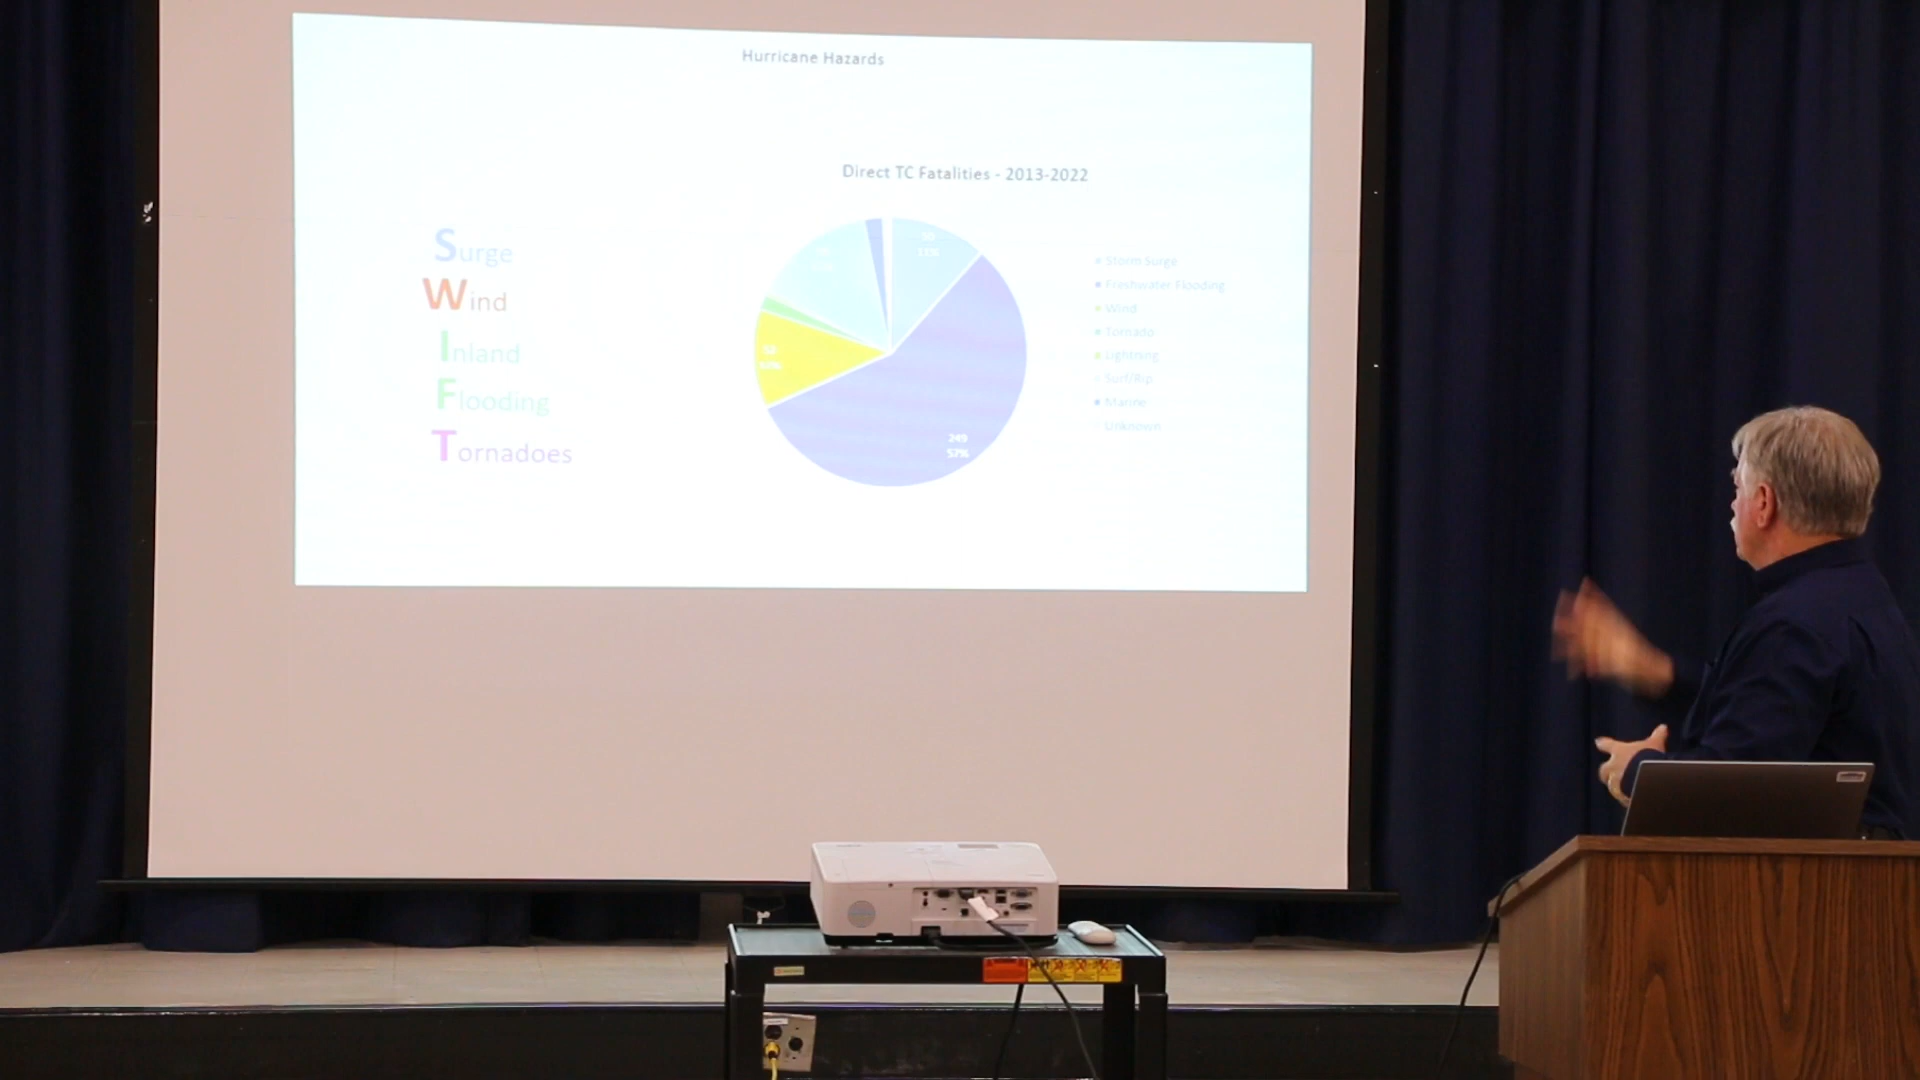 Hurricane Hazards
Direct TC Fatalities - 2013-2022
Surge
Wind
Inland
Flooding
Tornadoes
11%
249
57%
Storm Surge
Freshwater Flooding
Wind
Tornado
Lightning
Surf/Rip
Marine
Unknown